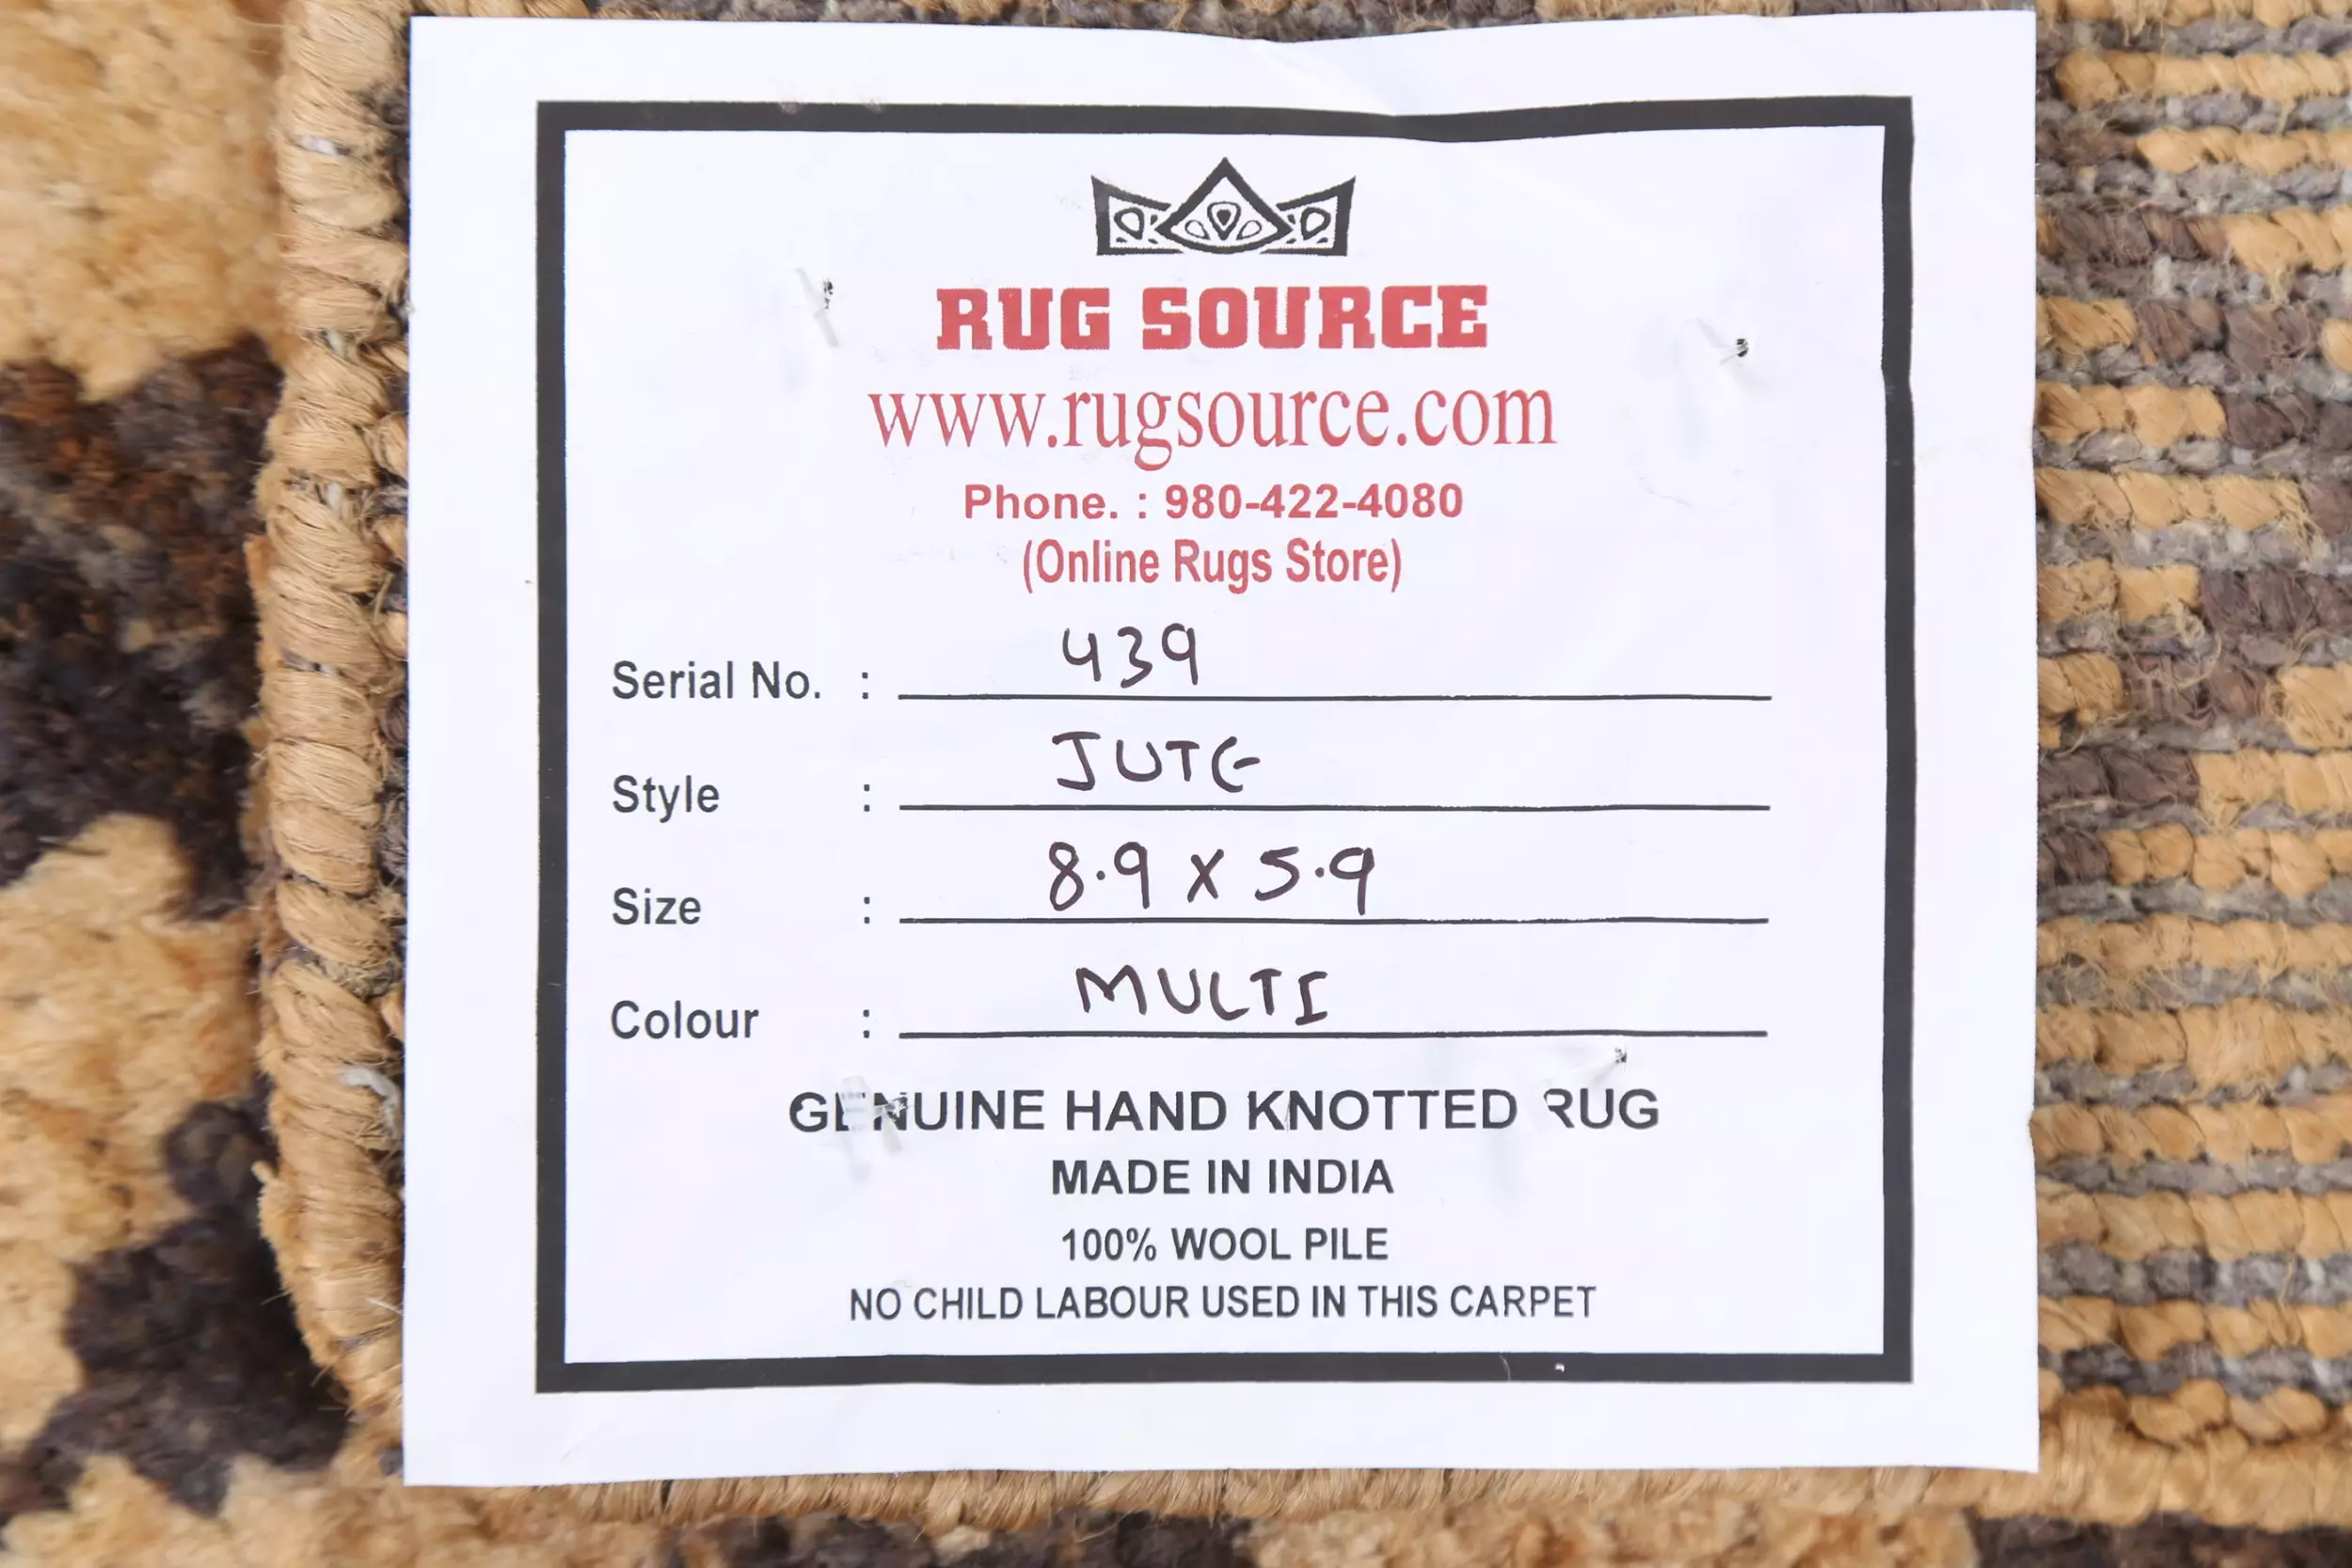 RUG SOURCE
www.rugsource.com
Phone. : 980-422-4080
(Online Rugs Store)
Serial No. : 439
Style : JUTE
Size : 8.9 x 5.9
Colour : MULTI
GENUINE HAND KNOTTED RUG
MADE IN INDIA
100% WOOL PILE
NO CHILD LABOUR USED IN THIS CARPET